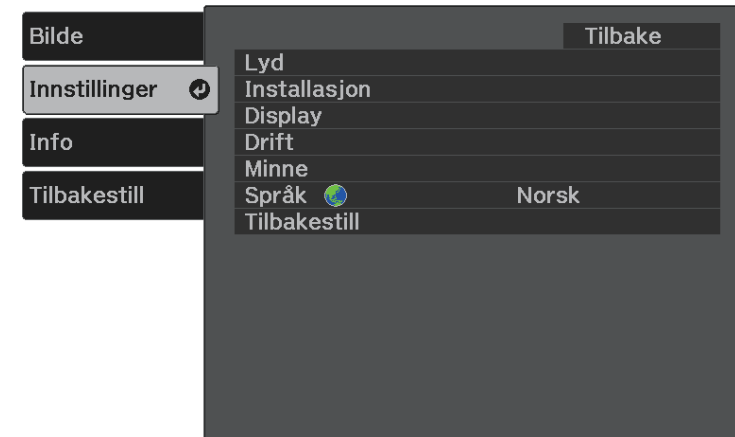 Bilde
Innstillinger
Info
Tilbakestill
Tilbake
Lyd
Installasjon
Display
Drift
Minne
Språk Norsk
Tilbakestill